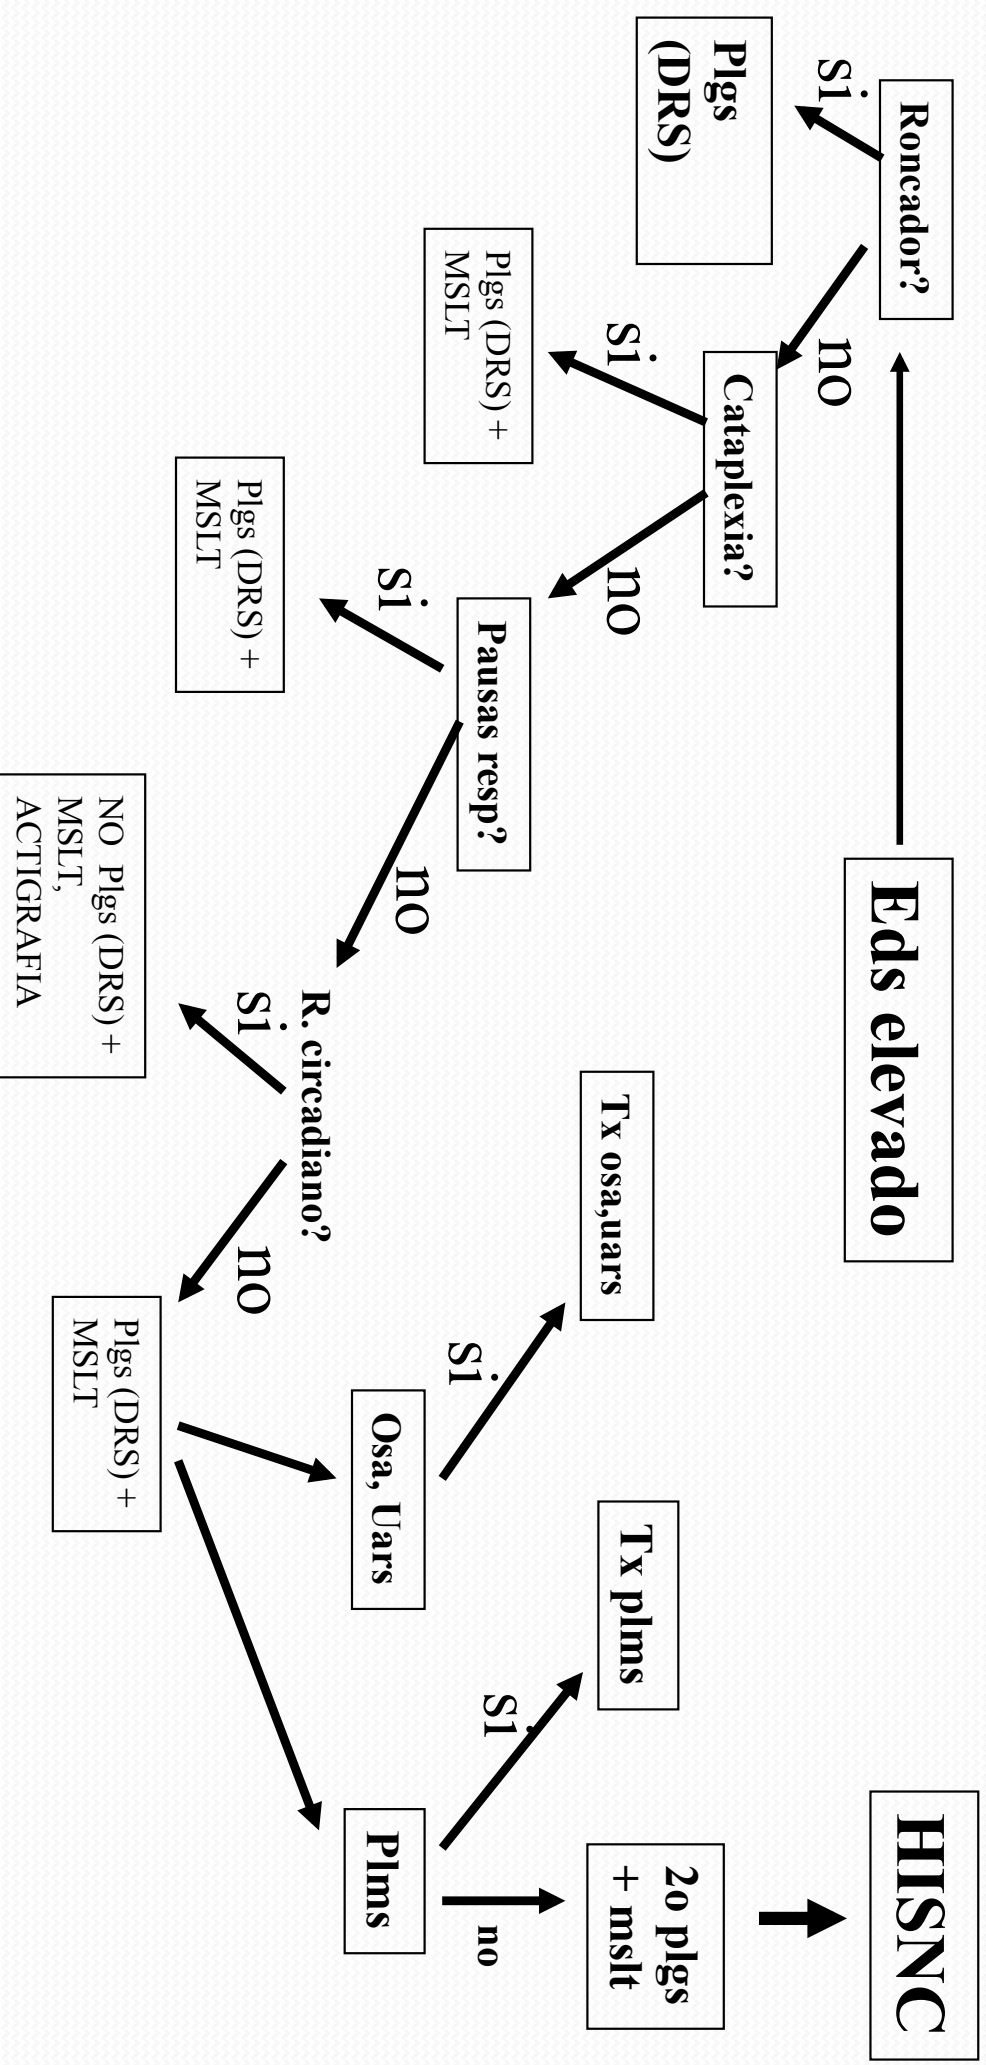 Eds elevado
HISNC
Roncador?
si
no
Plgs
(DRS)
Cataplexia?
si
no
Plgs (DRS) +
MSLT
Pausas resp?
si
no
Plgs (DRS) +
MSLT
R. circadiano?
si
no
NO Plgs (DRS) +
MSLT,
ACTIGRAFIA
Plgs (DRS) +
MSLT
Osa, Uars
si
Tx osa,uars
Plms
si
Tx plms
no
2o plgs
+ mslt